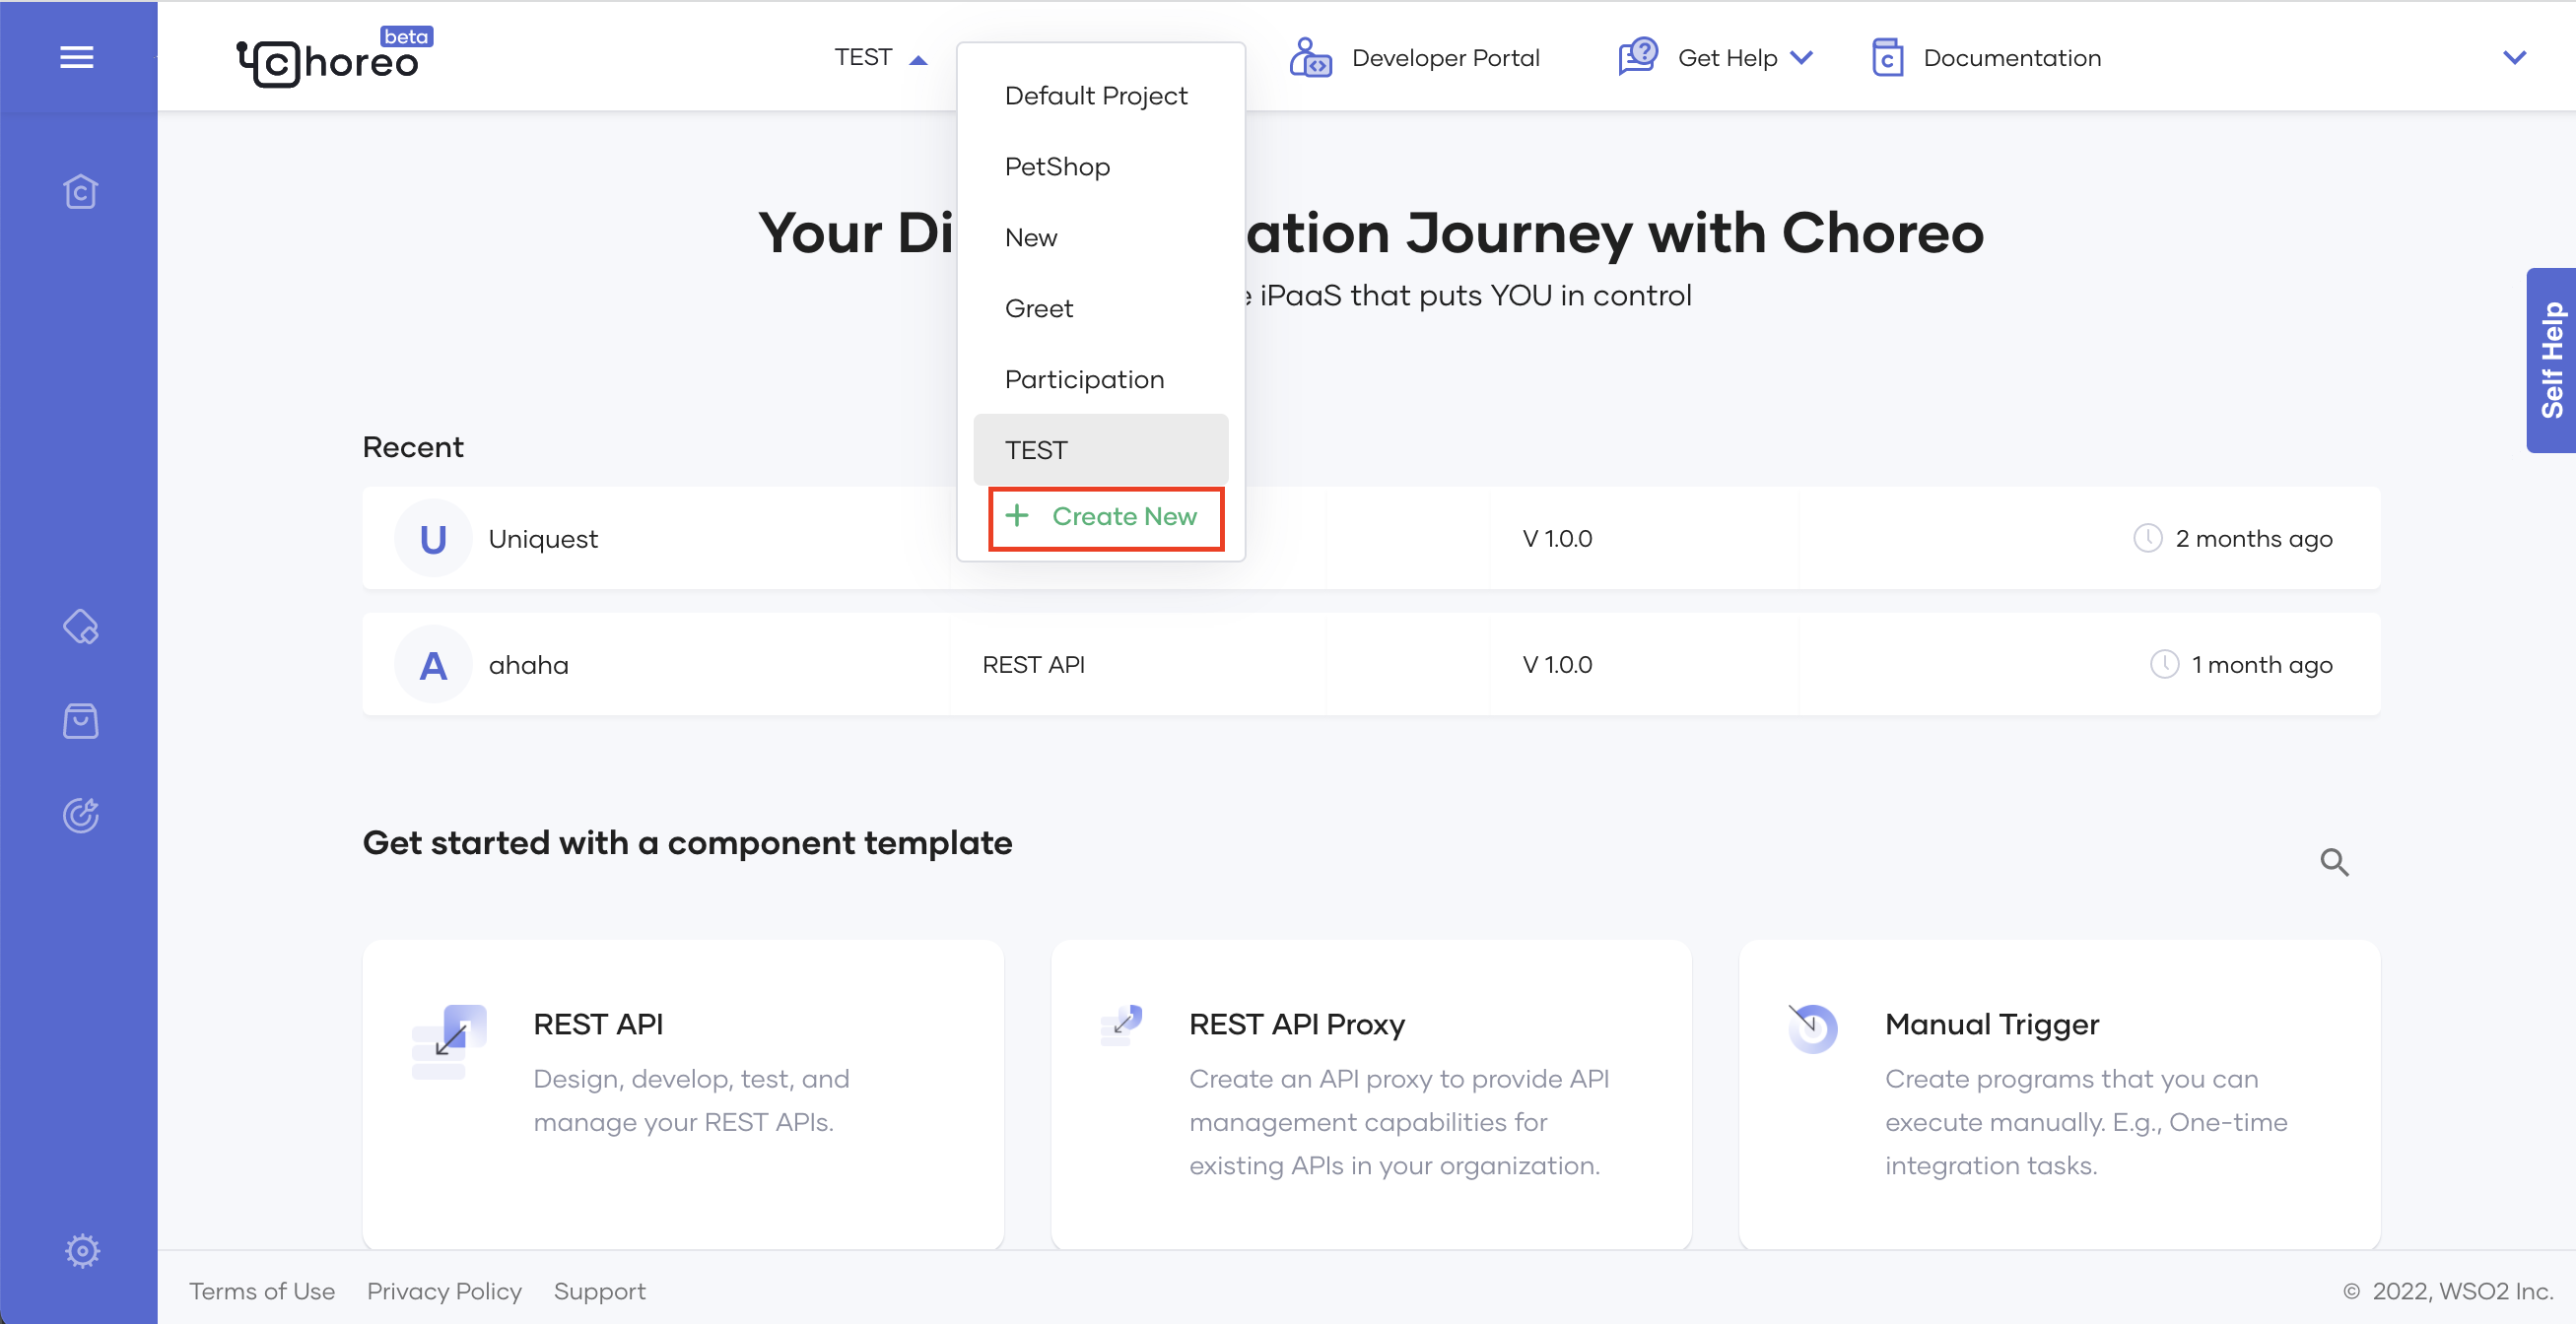 choreo
beta
TEST
Developer Portal
Get Help
Documentation
Default Project
PetShop
New
Greet
Participation
TEST
+ Create New
Your Di ation Journey with Choreo
iPaaS that puts YOU in control
Self Help
Recent
U Uniquest V 1.0.0 2 months ago
A ahaha REST API V 1.0.0 1 month ago
Get started with a component template
REST API
Design, develop, test, and
manage your REST APIs.
REST API Proxy
Create an API proxy to provide API
management capabilities for
existing APIs in your organization.
Manual Trigger
Create programs that you can
execute manually. E.g., One-time
integration tasks.
Terms of Use Privacy Policy Support
© 2022, WSO2 Inc.